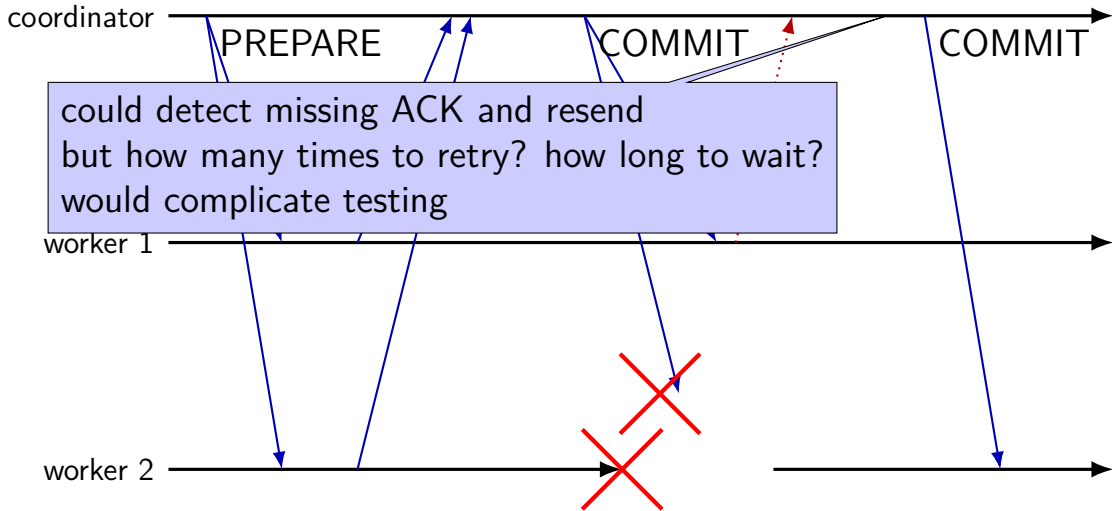 coordinator
PREPARE
COMMIT
COMMIT
could detect missing ACK and resend
but how many times to retry? how long to wait?
would complicate testing
worker 1
worker 2